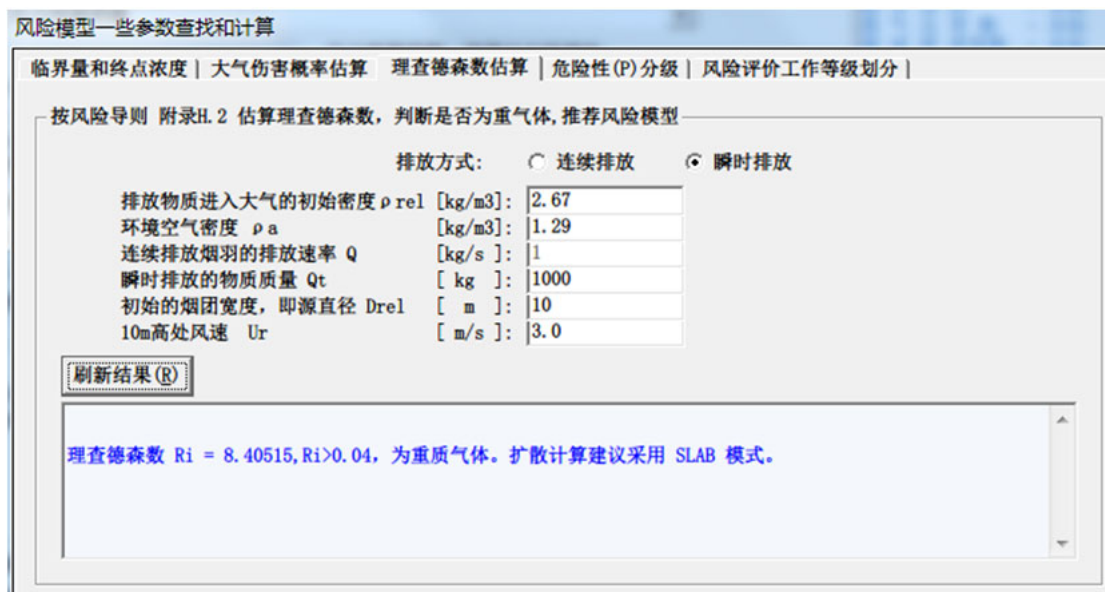 风险模型一些参数查找和计算
临界量和终点浓度 | 大气伤害概率估算 理查德森数估算 | 危险性(P)分级 | 风险评价工作等级划分 |
按风险导则 附录H.2 估算理查德森数，判断是否为重气体,推荐风险模型
排放方式: 连续排放 瞬时排放
排放物质进入大气的初始密度ρrel [kg/m3]: 2.67
环境空气密度 ρa [kg/m3]: 1.29
连续排放烟羽的排放速率 Q [kg/s ]: 1
瞬时排放的物质质量 Qt [ kg ]: 1000
初始的烟团宽度，即源直径 Drel [ m ]: 10
10m高处风速 Ur [ m/s ]: 3.0
刷新结果(R)
理查德森数 Ri = 8.40515,Ri>0.04, 为重质气体。扩散计算建议采用 SLAB 模式。